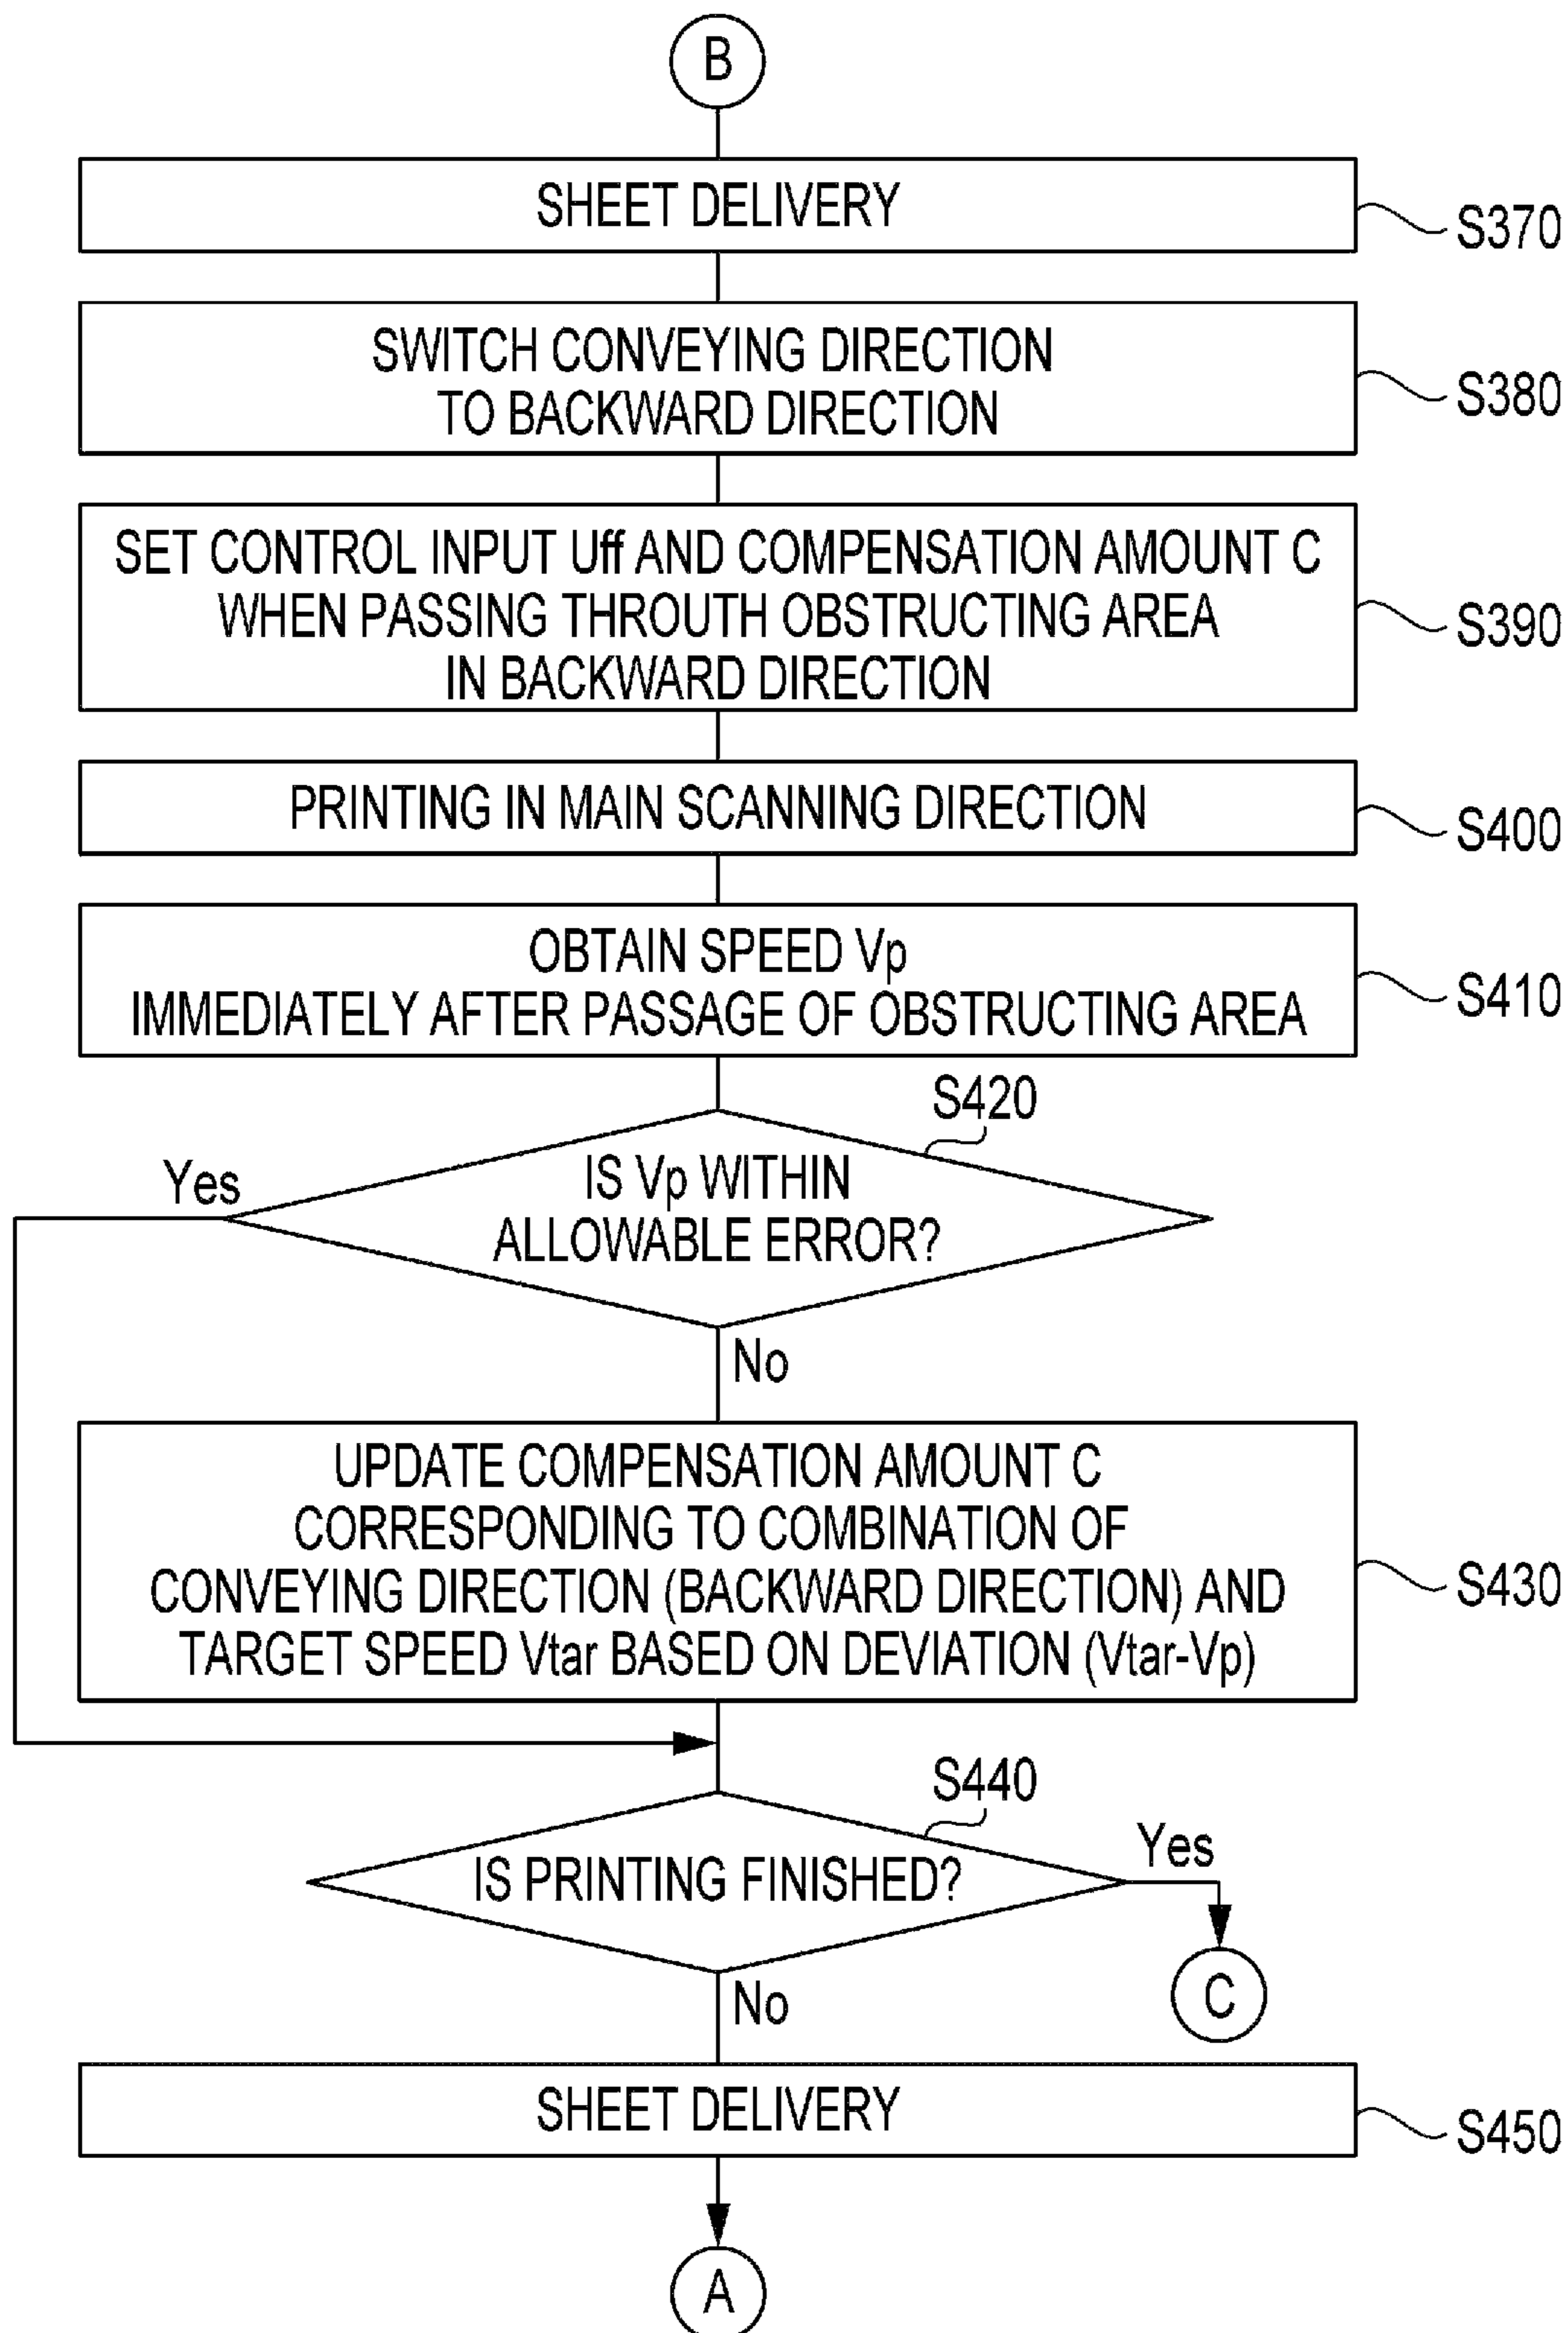 B
SHEET DELIVERY
S370
SWITCH CONVEYING DIRECTION
TO BACKWARD DIRECTION
S380
SET CONTROL INPUT Uff AND COMPENSATION AMOUNT C
WHEN PASSING THROUTH OBSTRUCTING AREA
IN BACKWARD DIRECTION
S390
PRINTING IN MAIN SCANNING DIRECTION
S400
OBTAIN SPEED Vp
IMMEDIATELY AFTER PASSAGE OF OBSTRUCTING AREA
S410
S420
Yes
IS Vp WITHIN
ALLOWABLE ERROR?
No
UPDATE COMPENSATION AMOUNT C
CORRESPONDING TO COMBINATION OF
CONVEYING DIRECTION (BACKWARD DIRECTION) AND
TARGET SPEED Vtar BASED ON DEVIATION (Vtar-Vp)
S430
S440
Yes
IS PRINTING FINISHED?
C
No
SHEET DELIVERY
S450
A